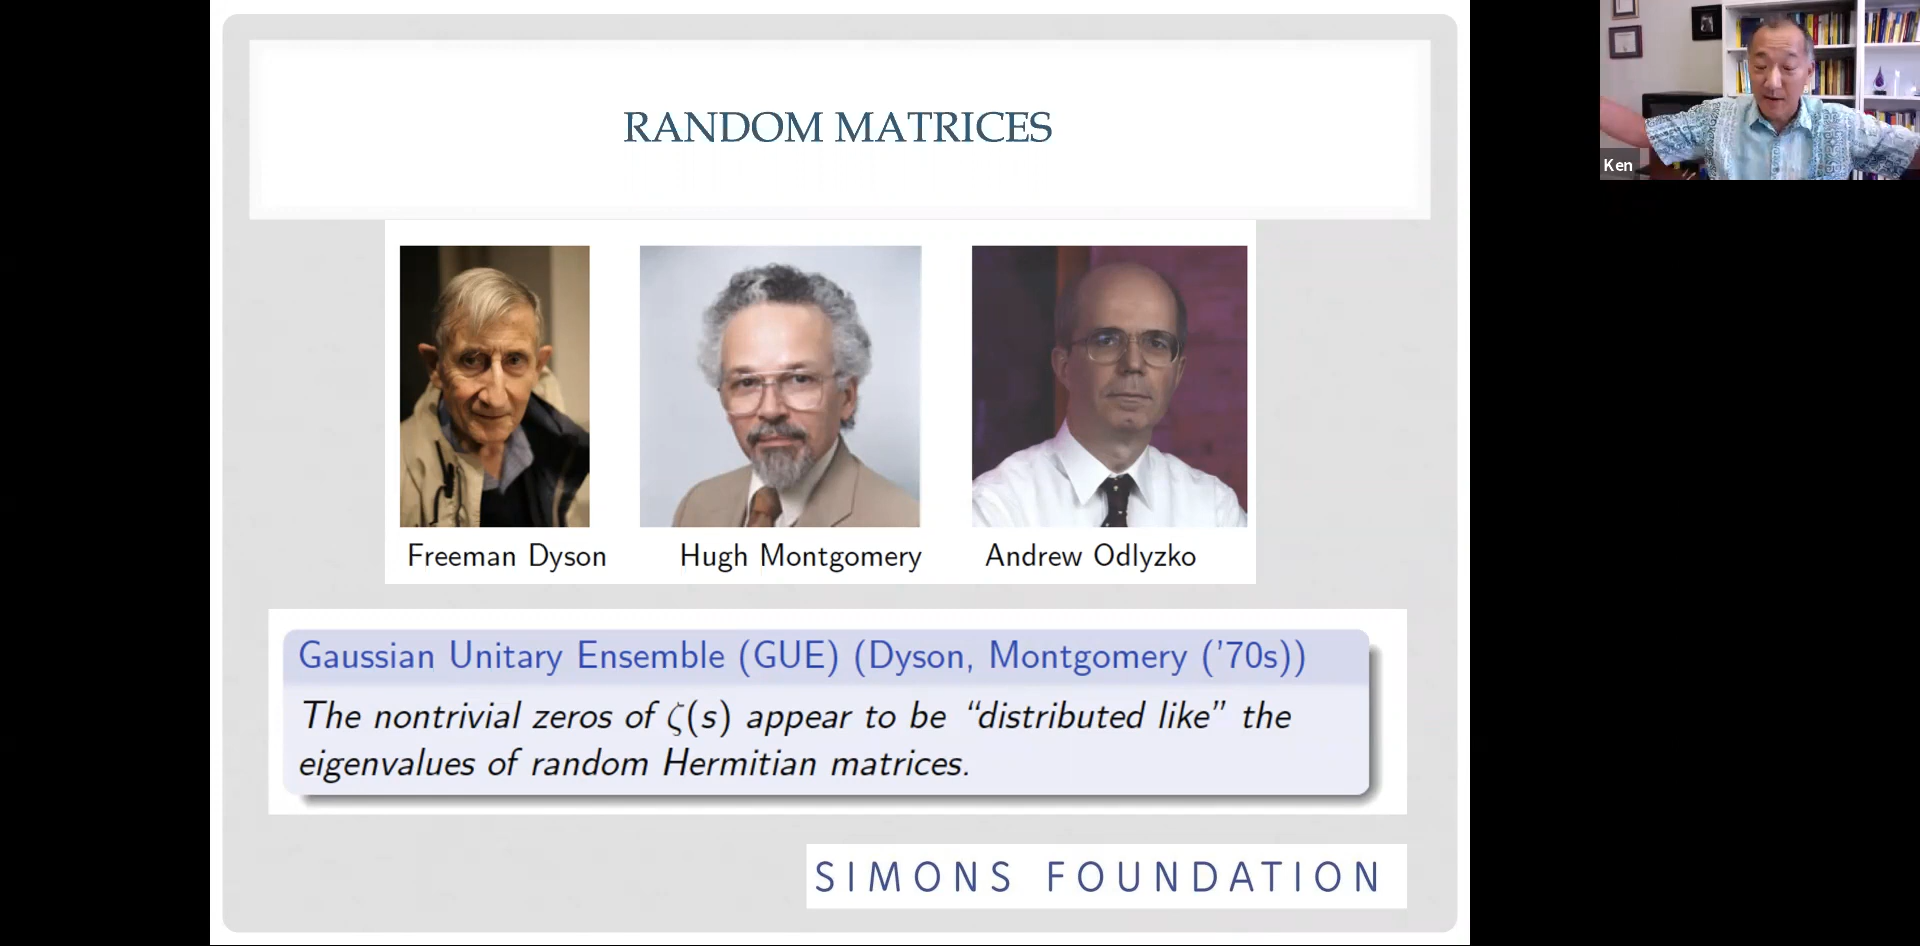 RANDOM MATRICES
Ken
Freeman Dyson
Hugh Montgomery
Andrew Odlyzko
Gaussian Unitary Ensemble (GUE) (Dyson, Montgomery ('70s))
The nontrivial zeros of ζ(s) appear to be “distributed like” the
eigenvalues of random Hermitian matrices.
SIMONS FOUNDATION